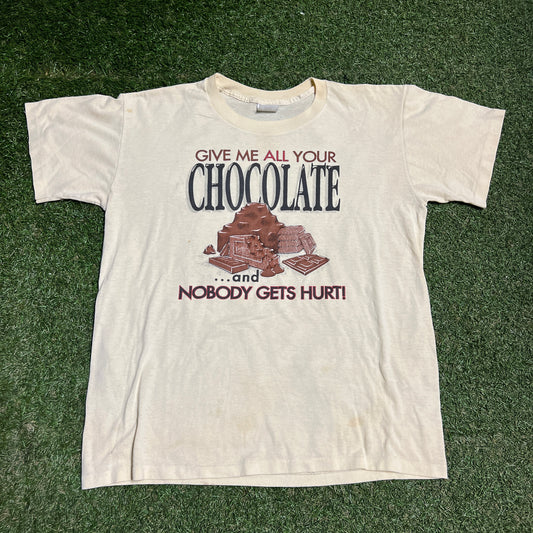 GIVE ME ALL YOUR
CHOCOLATE
...and
NOBODY GETS HURT!